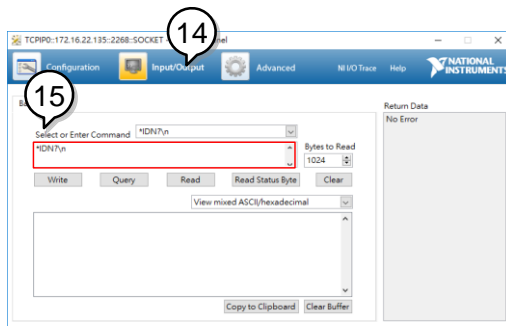 TCPIP0::172.16.22.135::2268::SOCKET -
14
Configuration
Input/Output
Advanced
NI I/O Trace
Help
NATIONAL
INSTRUMENTS
15
Return Data
No Error
Select or Enter Command
*IDN?\n
*IDN?\n
Bytes to Read
1024
Write
Query
Read
Read Status Byte
Clear
View mixed ASCII/hexadecimal
Copy to Clipboard
Clear Buffer